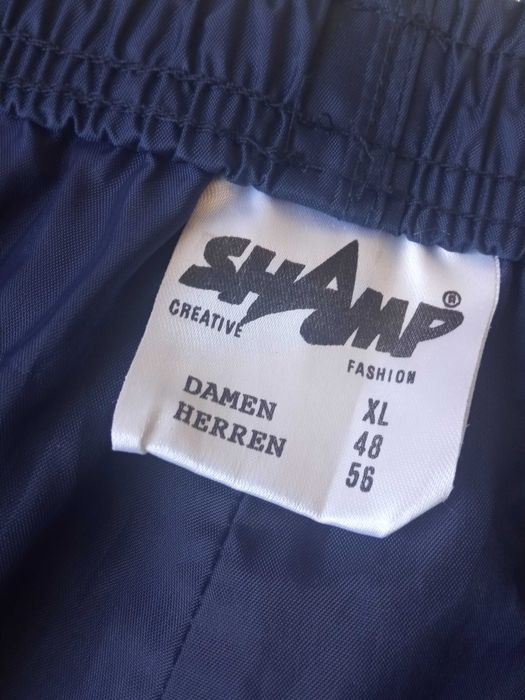 SHAMP ®
CREATIVE
FASHION
XL
DAMEN 48
HERREN 56